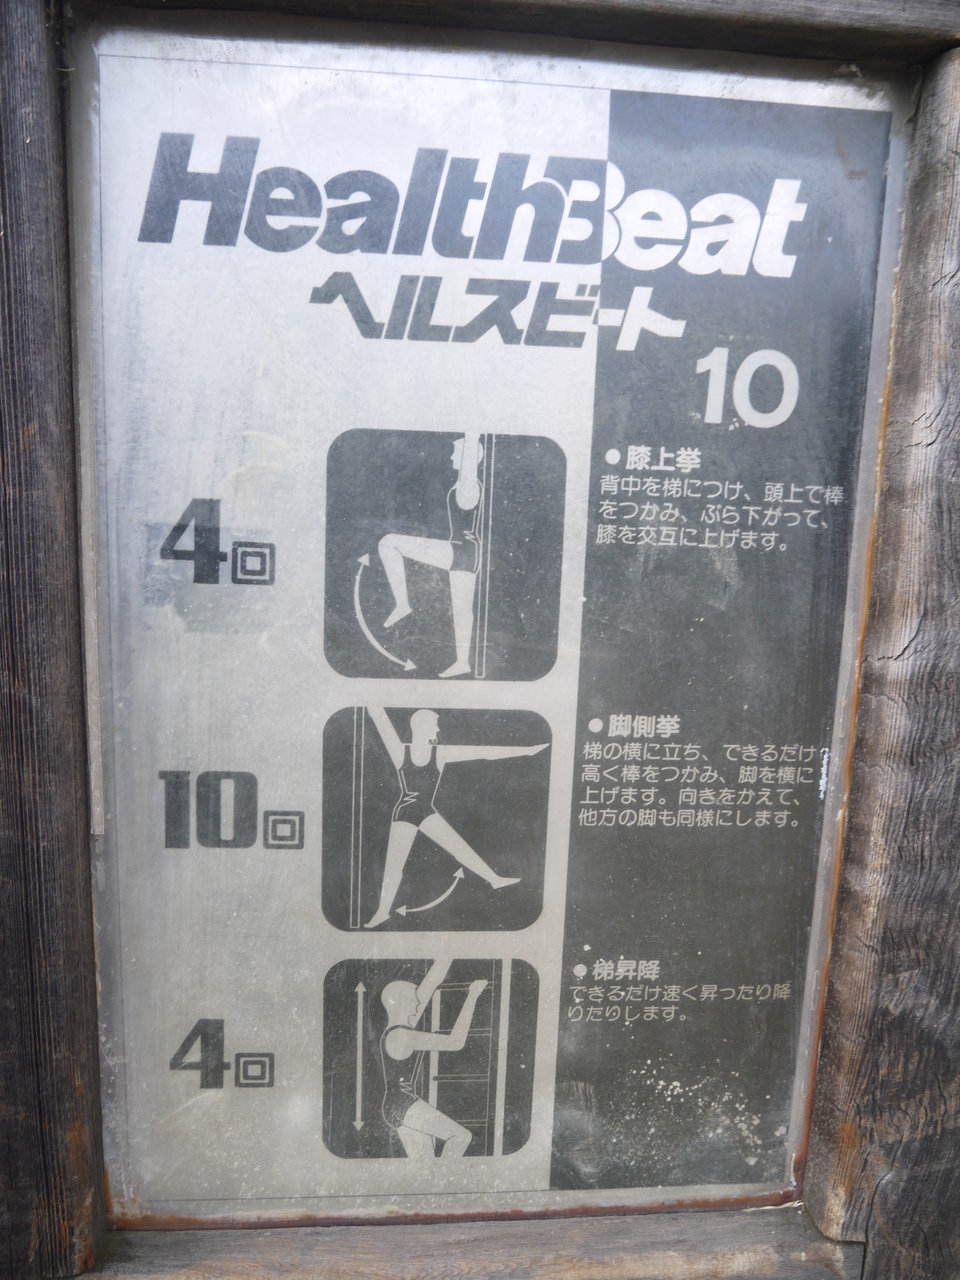 HealthBeat
ヘルスビート
10
4回
●膝上挙
背中を梯につけ、頭上で棒
をつかみ、ぶら下がって、
膝を交互に上げます。
10回
●脚側挙
梯の横に立ち、できるだけ
高く棒をつかみ、脚を横に
上げます。向きをかえて、
他方の脚も同様にします。
4回
●梯昇降
できるだけ速く昇ったり降
りたりします。